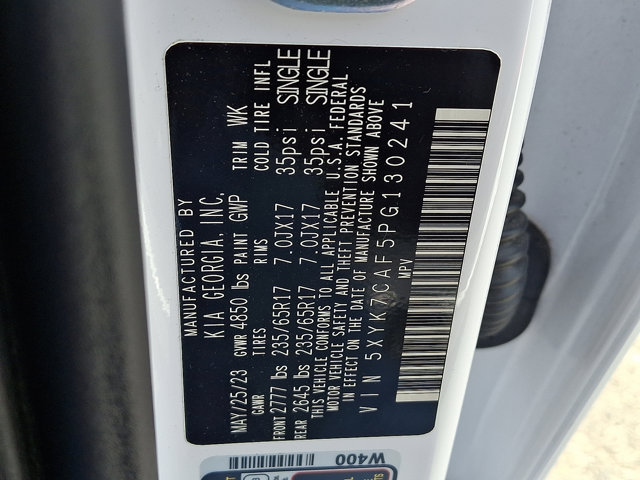 MANUFACTURED BY
KIA GEORGIA, INC.
MAY/25/23 GVWR 4850 lbs PAINT GWP TRIM WK
GAWR TIRES RIMS COLD TIRE INFL
FRONT 2777 lbs 235/65R17 7.0JX17 35psi SINGLE
REAR 2645 lbs 235/65R17 7.0JX17 35psi SINGLE
THIS VEHICLE CONFORMS TO ALL APPLICABLE U.S.A. FEDERAL
MOTOR VEHICLE SAFETY AND THEFT PREVENTION STANDARDS
IN EFFECT ON THE DATE OF MANUFACTURE SHOWN ABOVE
VIN 5XYK7CAF5PG130241
MPV
W400